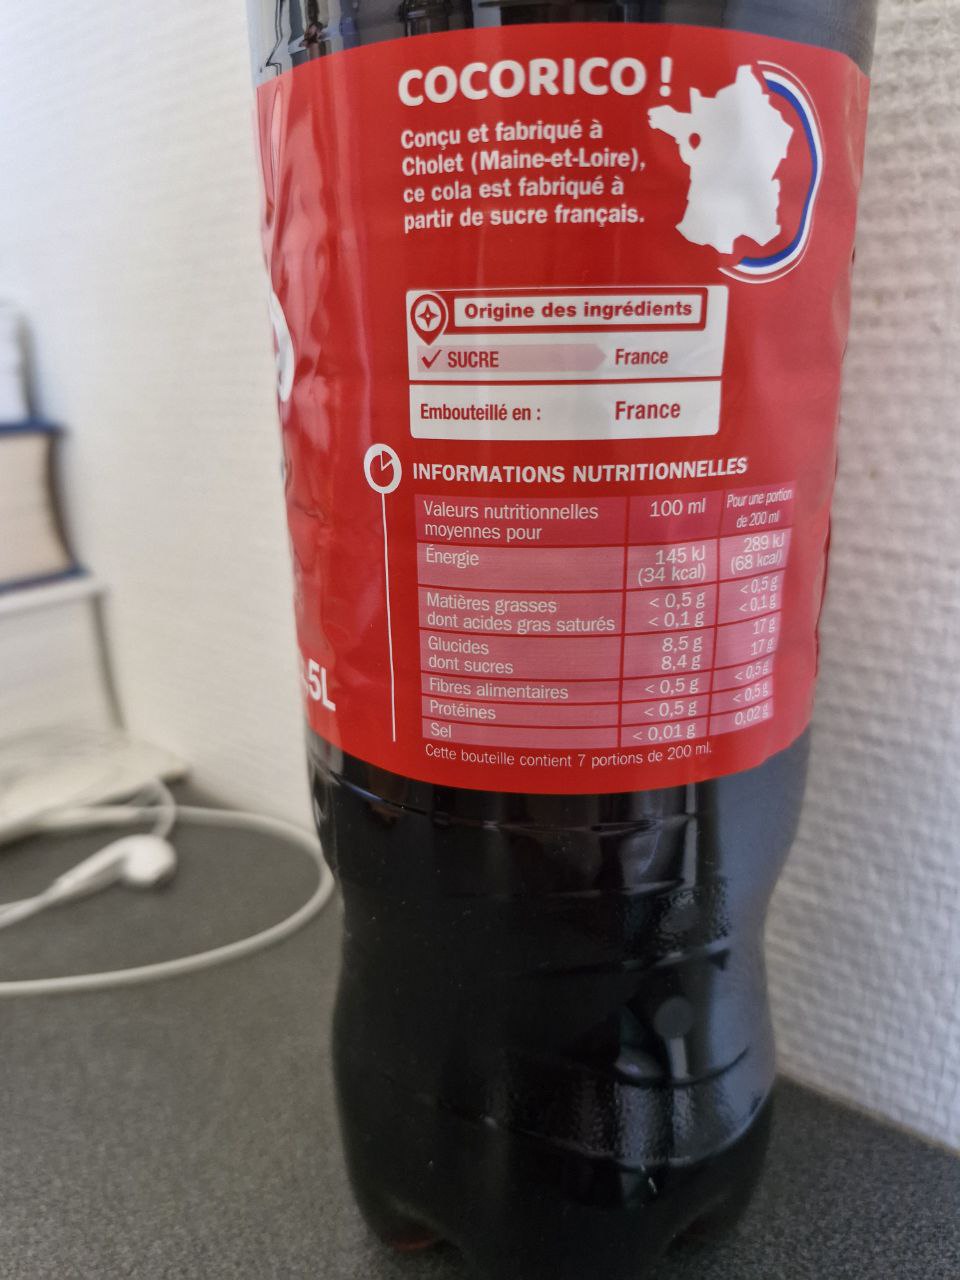 COCORICO !
Conçu et fabriqué à
Cholet (Maine-et-Loire),
ce cola est fabriqué à
partir de sucre français.
Origine des ingrédients
SUCRE France
Embouteillé en : France
INFORMATIONS NUTRITIONNELLES
Valeurs nutritionnelles moyennes pour 100 ml Pour une portion de 200 ml
Énergie 145 kJ 289 kJ
(34 kcal) (68 kcal)
Matières grasses < 0,5 g < 0,5 g
dont acides gras saturés < 0,1 g < 0,1 g
Glucides 8,5 g 17 g
dont sucres 8,4 g 17 g
Fibres alimentaires < 0,5 g < 0,5 g
Protéines < 0,5 g < 0,5 g
Sel < 0,01 g 0,02 g
Cette bouteille contient 7 portions de 200 ml.
,5L